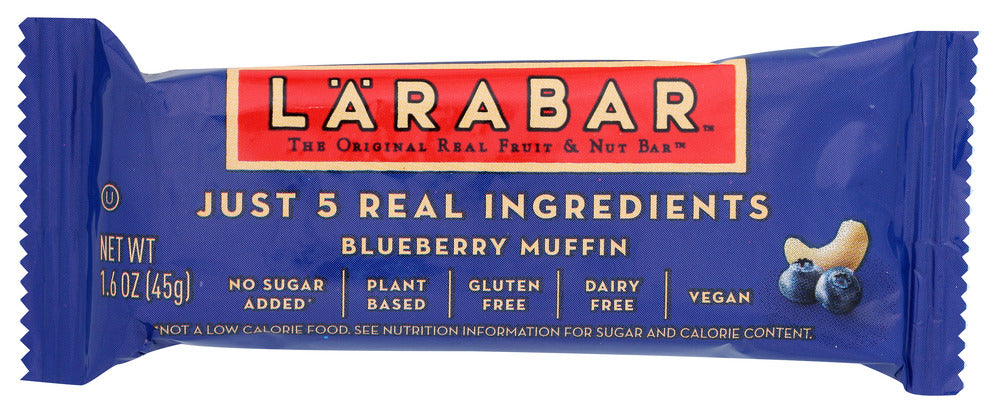 LÄRABAR™
THE ORIGINAL REAL FRUIT & NUT BAR™
JUST 5 REAL INGREDIENTS
BLUEBERRY MUFFIN
U
NET WT
1.6 OZ (45g)
NO SUGAR
ADDED*
PLANT
BASED
GLUTEN
FREE
DAIRY
FREE
VEGAN
*NOT A LOW CALORIE FOOD. SEE NUTRITION INFORMATION FOR SUGAR AND CALORIE CONTENT.